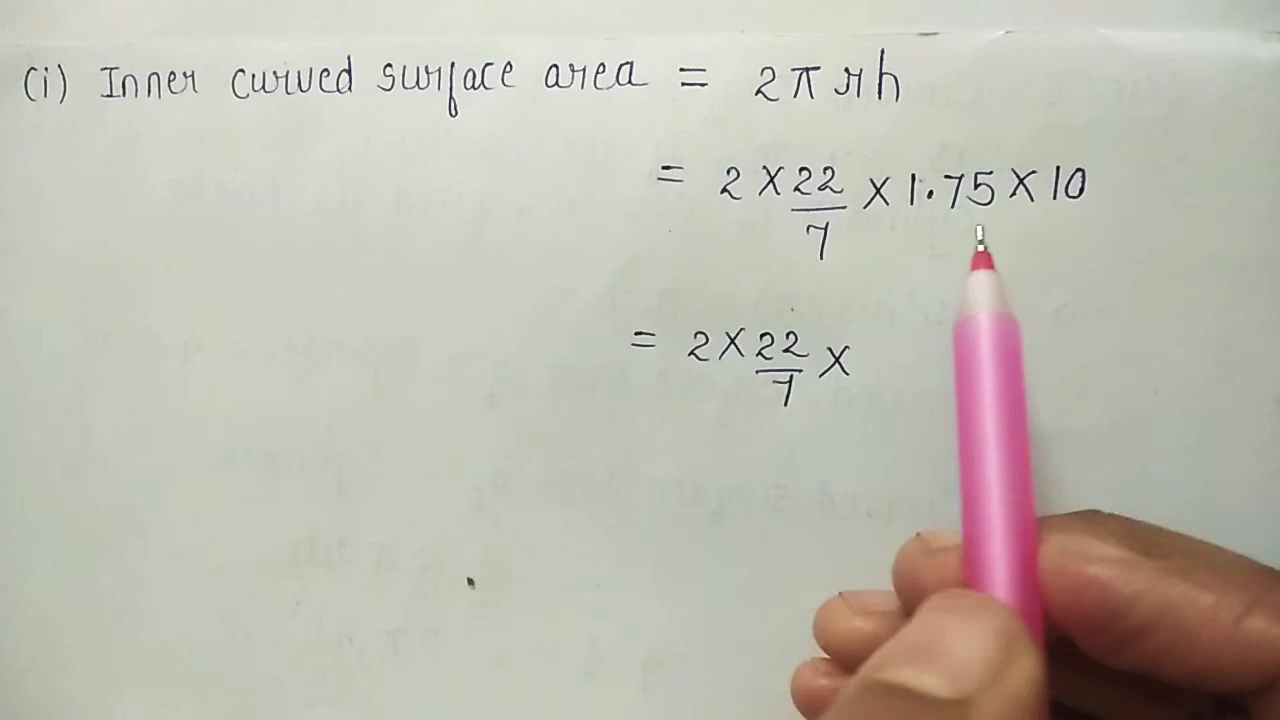 (i) Inner curved surface area = 2πrh
= 2 × 22/7 × 1.75 × 10
= 2 × 22/7 ×